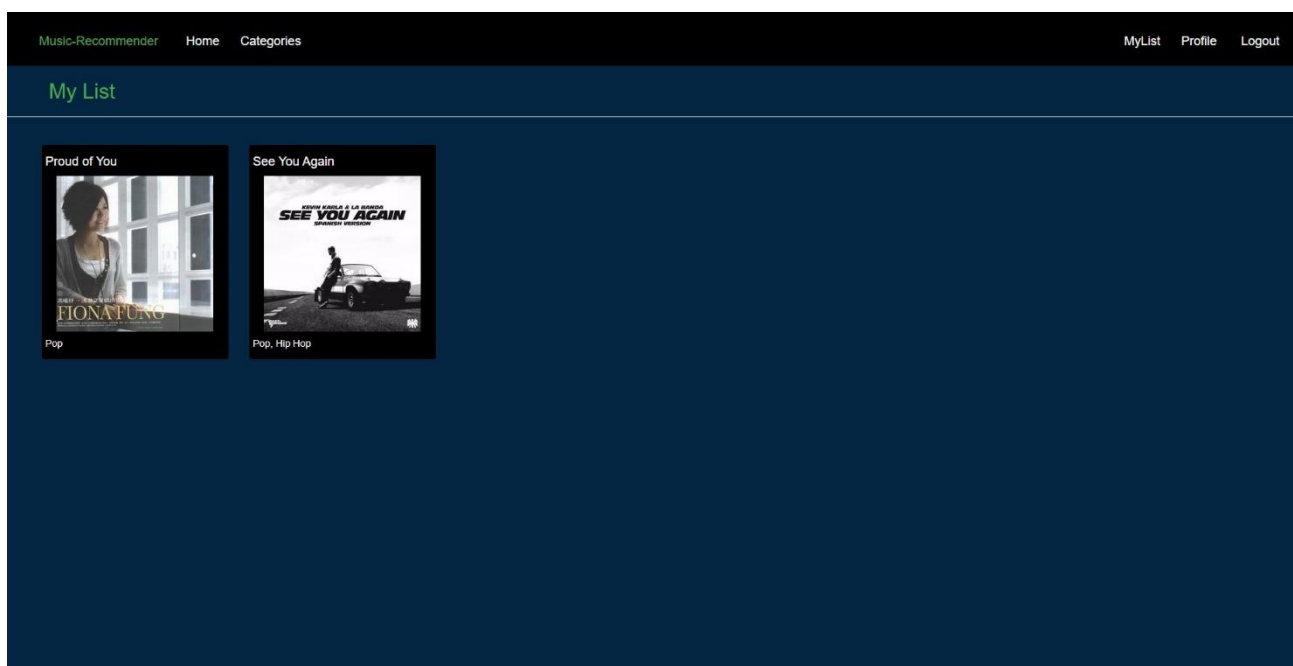 Music-Recommender Home Categories MyList Profile Logout
My List
Proud of You
FIONA FUNG
Pop
See You Again
KEVIN KARLA & LA BANDA
SEE YOU AGAIN
SPANISH VERSION
Pop, Hip Hop